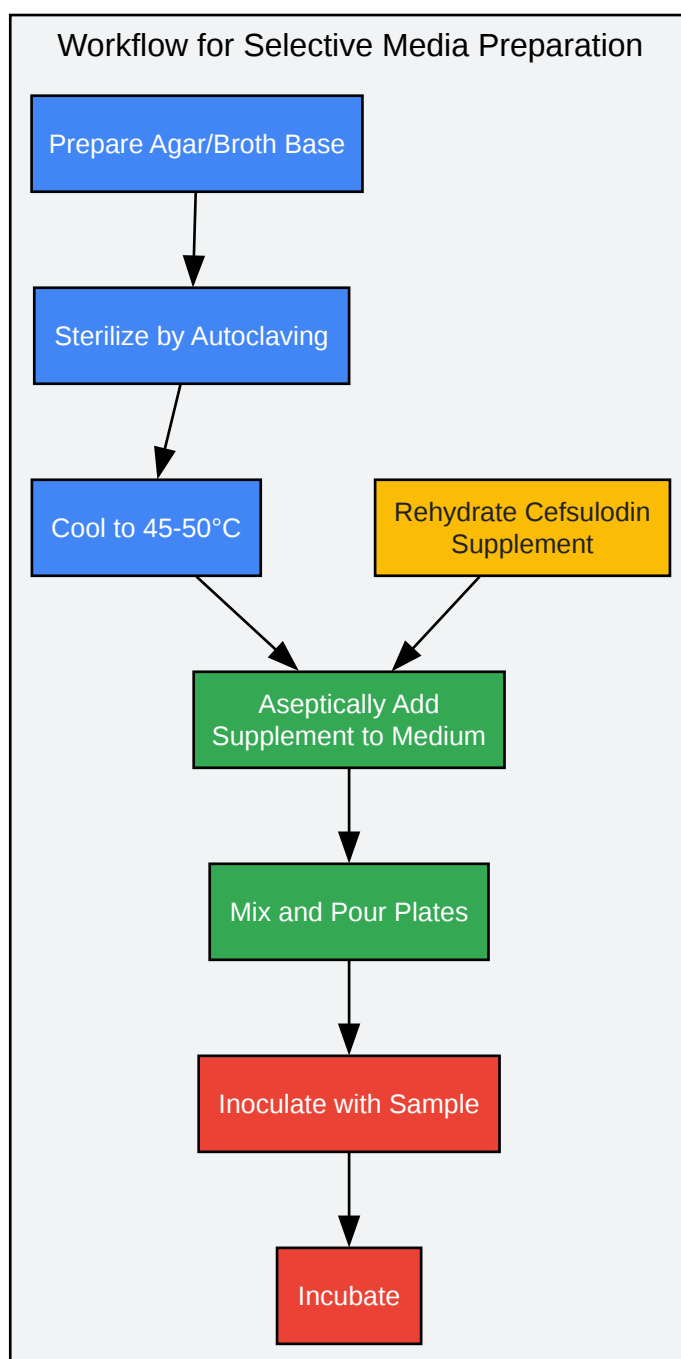 Workflow for Selective Media Preparation
Prepare Agar/Broth Base
Sterilize by Autoclaving
Cool to 45-50°C
Rehydrate Cefsulodin
Supplement
Aseptically Add
Supplement to Medium
Mix and Pour Plates
Inoculate with Sample
Incubate